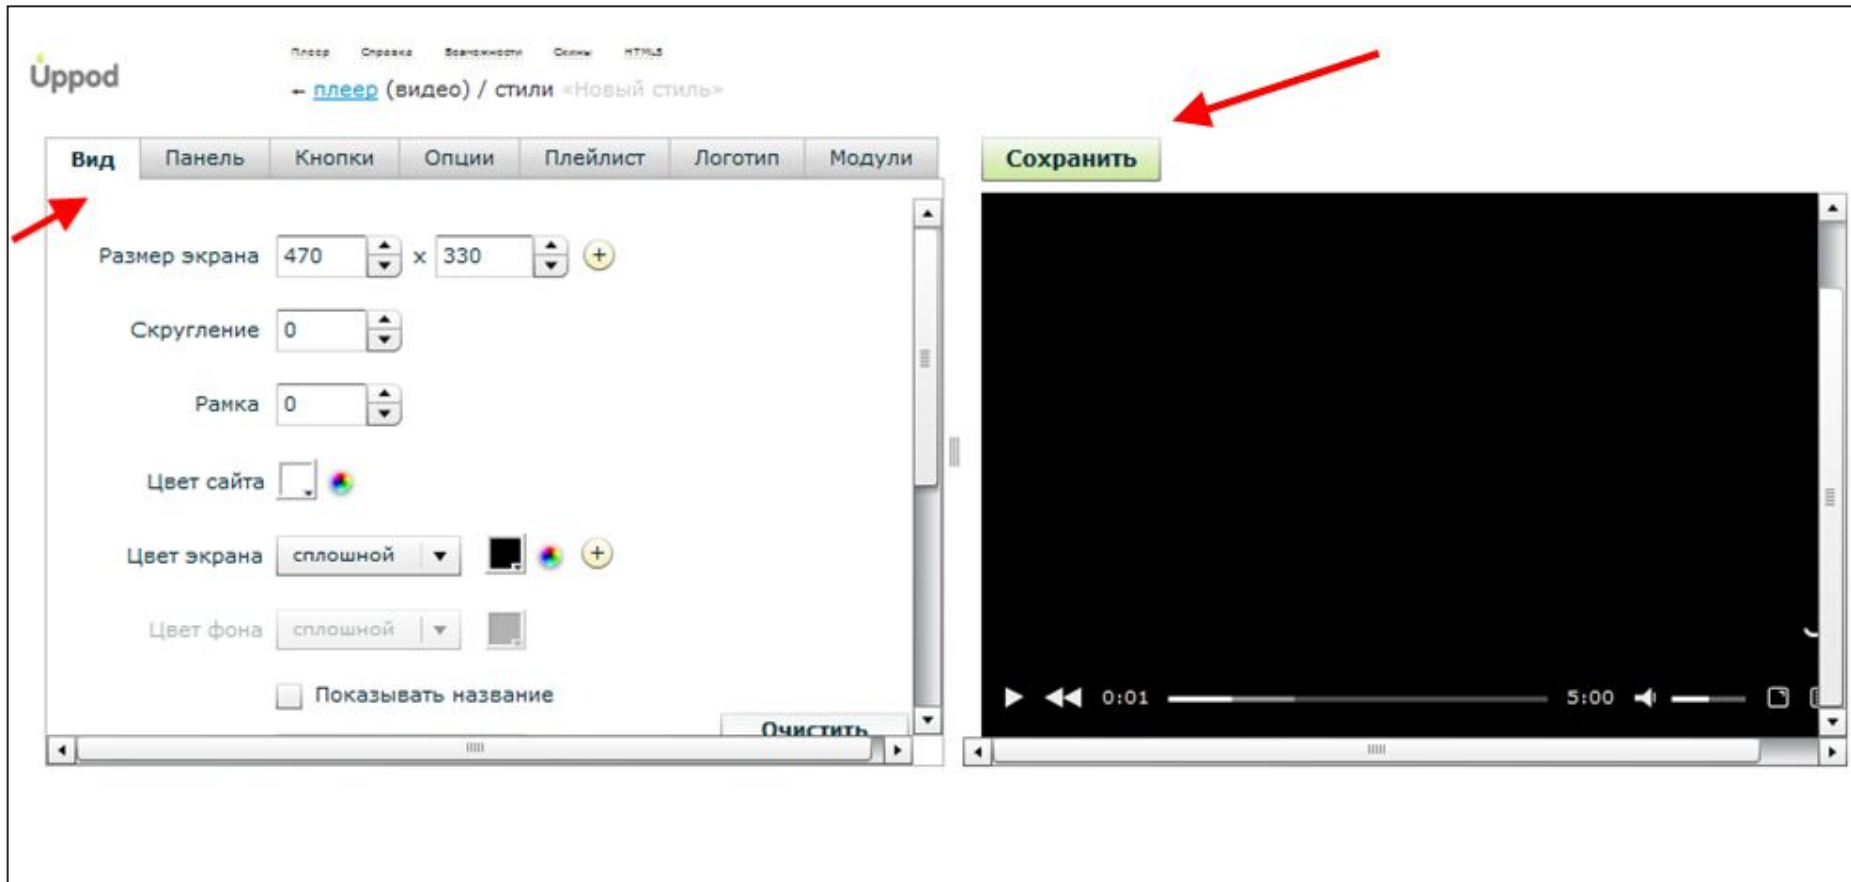 Uppod
Плеер Справка Возможности Скины HTML5
← плеер (видео) / стили «Новый стиль»
Вид Панель Кнопки Опции Плейлист Логотип Модули
Сохранить
Размер экрана 470 x 330 +
Скругление 0
Рамка 0
Цвет сайта
Цвет экрана сплошной +
Цвет фона сплошной
Показывать название
Очистить
0:01 5:00